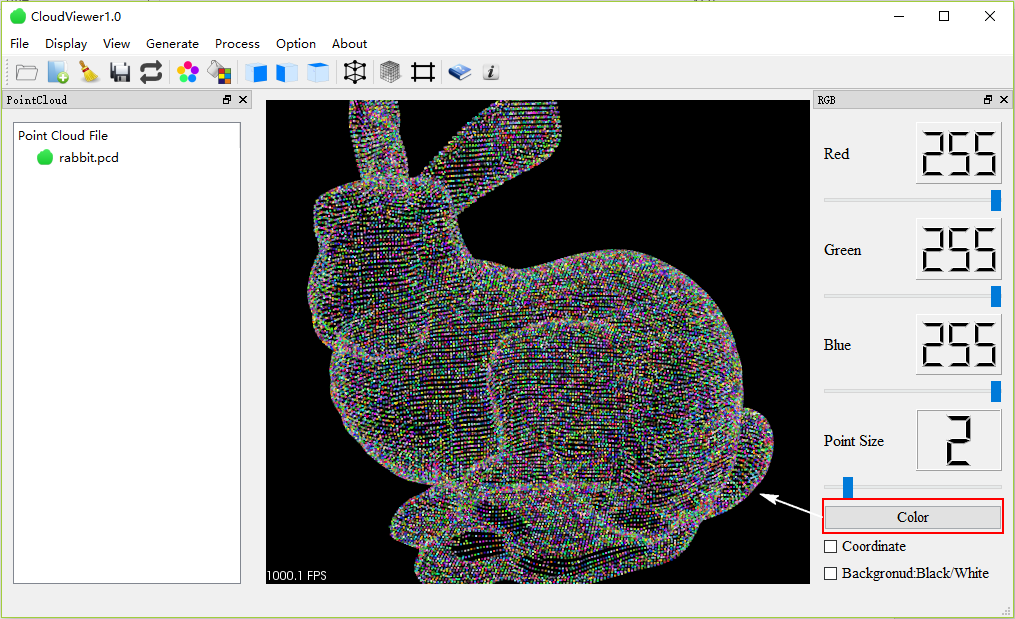 CloudViewer1.0
File Display View Generate Process Option About
PointCloud
RGB
Point Cloud File
rabbit.pcd
Red 255
Green 255
Blue 255
Point Size 2
Color
Coordinate
Backgronud:Black/White
1000.1 FPS